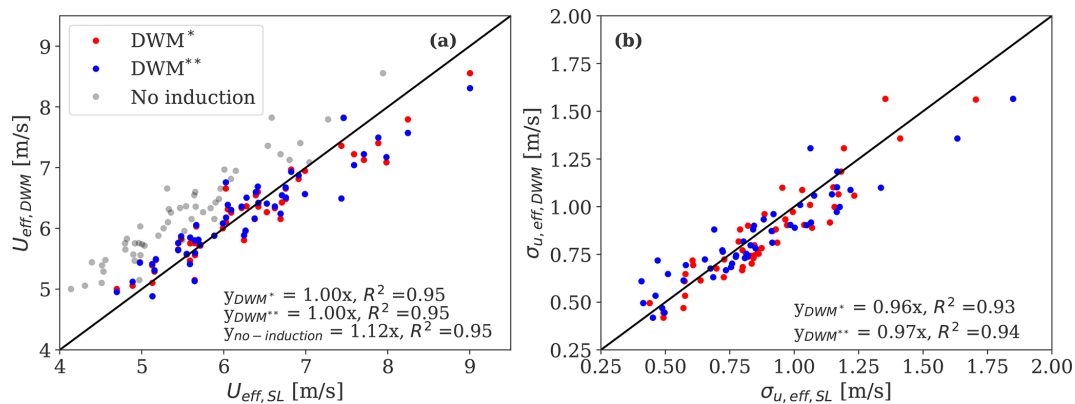 (a)
DWM*
DWM**
No induction
y_DWM* = 1.00x, R² =0.95
y_DWM** = 1.00x, R² =0.95
y_no−induction = 1.12x, R² =0.95
U_eff,DWM [m/s]
9
8
7
6
5
4
4 5 6 7 8 9
U_eff,SL [m/s]
(b)
y_DWM* = 0.96x, R² =0.93
y_DWM** = 0.97x, R² =0.94
σ_u,eff,DWM [m/s]
2.00
1.75
1.50
1.25
1.00
0.75
0.50
0.25
0.25 0.50 0.75 1.00 1.25 1.50 1.75 2.00
σ_u,eff,SL [m/s]